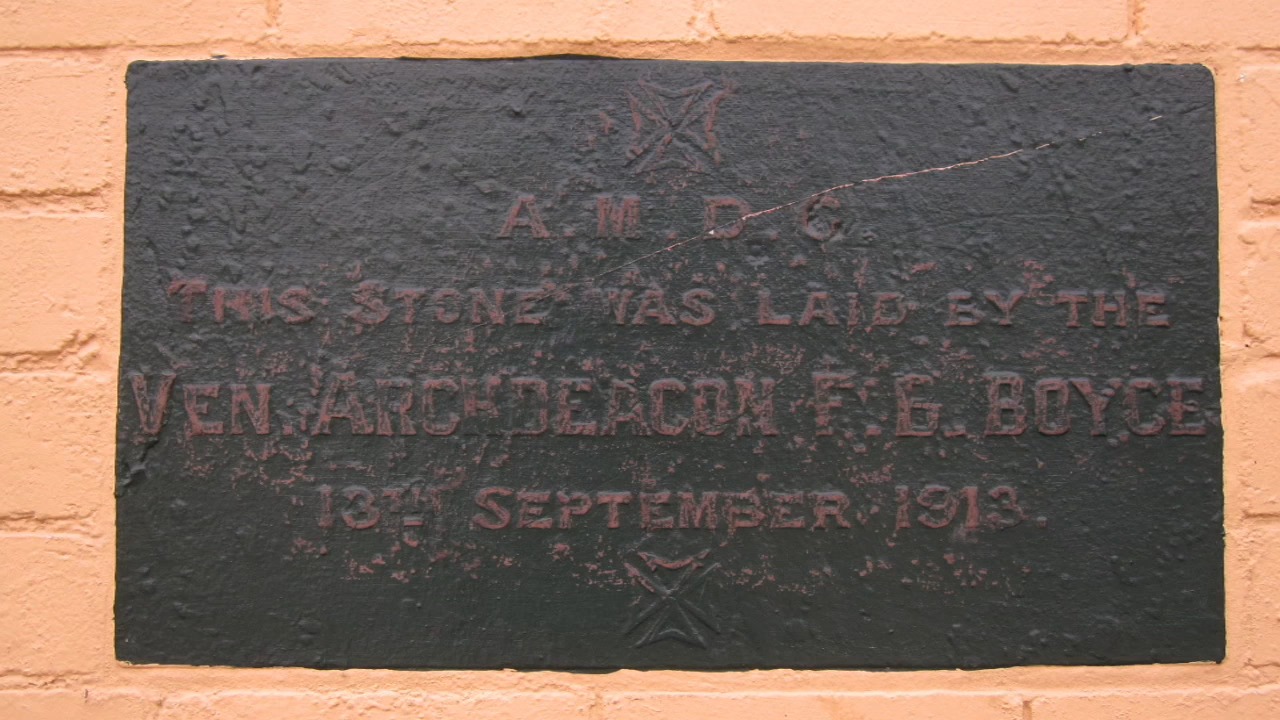 A.M.D.G
THIS STONE WAS LAID BY THE
VEN. ARCHDEACON F. B. BOYCE
13TH SEPTEMBER 1913.